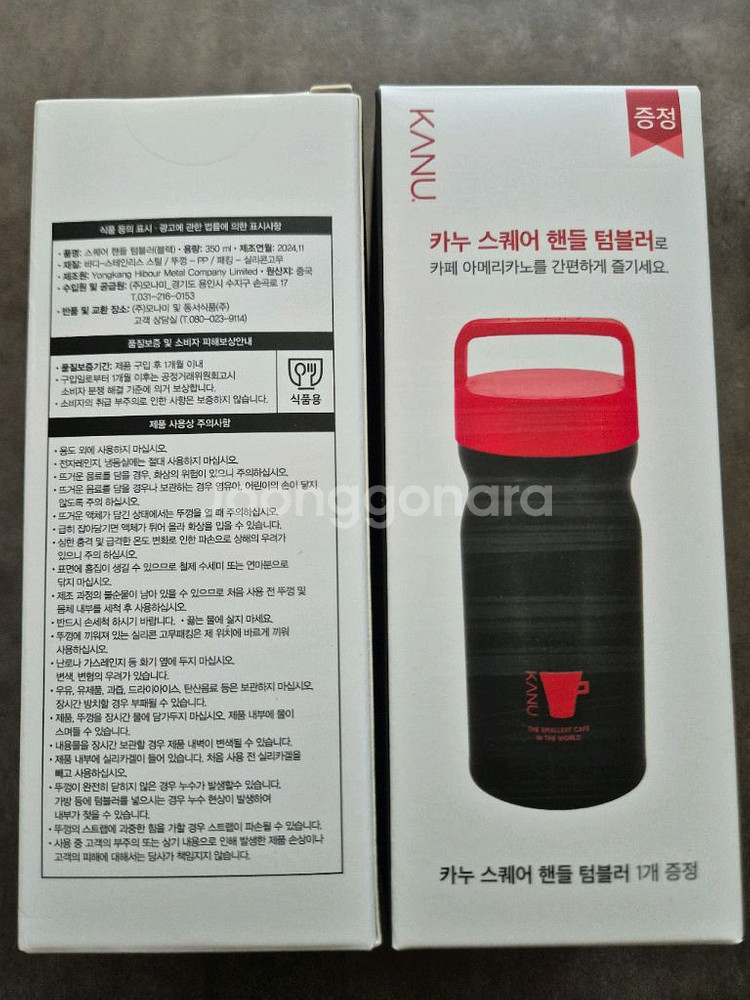 식품 등의 표시·광고에 관한 법률에 의한 표시사항
• 품명: 스퀘어 핸들 텀블러(블랙) • 용량: 350 ml • 제조연월: 2024.11
• 재질: 바디-스테인리스 스틸 / 뚜껑 - PP / 패킹 - 실리콘고무
• 제조원: Yongkang Hibour Metal Company Limited • 원산지: 중국
• 수입원 및 공급원: (주)모나미_경기도 용인시 수지구 손곡로 17
T.031-216-0153
• 반품 및 교환 장소: (주)모나미 및 동서식품(주)
고객 상담실 (T.080-023-9114)
품질보증 및 소비자 피해보상안내
• 품질보증기간: 제품 구입 후 1개월 이내
• 구입일로부터 1개월 이후는 공정거래위원회고시
소비자 분쟁 해결 기준에 의거 보상합니다.
• 소비자의 취급 부주의로 인한 사항은 보증하지 않습니다.
식품용
제품 사용상 주의사항
• 용도 외에 사용하지 마십시오.
• 전자레인지, 냉동실에는 절대 사용하지 마십시오.
• 뜨거운 음료를 담을 경우, 화상의 위험이 있으니 주의하십시오.
• 뜨거운 음료를 담을 경우나 보관하는 경우 영유아, 어린이의 손이 닿지
않도록 주의 하십시오.
• 뜨거운 액체가 담긴 상태에서는 뚜껑을 열 때 주의하십시오.
• 급히 잡아당기면 액체가 튀어 올라 화상을 입을 수 있습니다.
• 심한 충격 및 급격한 온도 변화로 인한 파손으로 상해의 우려가
있으니 주의 하십시오.
• 표면에 흠집이 생길 수 있으므로 철제 수세미 또는 연마분으로
닦지 마십시오.
• 제조 과정의 불순물이 남아 있을 수 있으므로 처음 사용 전 뚜껑 및
몸체 내부를 세척 후 사용하십시오.
• 반드시 손세척 하시기 바랍니다. • 끓는 물에 삶지 마세요.
• 뚜껑에 끼워져 있는 실리콘 고무패킹은 제 위치에 바르게 끼워
사용하십시오.
• 난로나 가스레인지 등 화기 옆에 두지 마십시오.
변색, 변형의 우려가 있습니다.
• 우유, 유제품, 과즙, 드라이아이스, 탄산음료 등은 보관하지 마십시오.
장시간 방치할 경우 부패될 수 있습니다.
• 제품, 뚜껑을 장시간 물에 담가두지 마십시오. 제품 내부에 물이
스며들 수 있습니다.
• 내용물을 장시간 보관할 경우 제품 내벽이 변색될 수 있습니다.
• 제품 내부에 실리카겔이 들어 있습니다. 처음 사용 전 실리카겔을
빼고 사용하십시오.
• 뚜껑이 완전히 닫히지 않은 경우 누수가 발생할수 있습니다.
가방 등에 텀블러를 넣으시는 경우 누수 현상이 발생하여
내부가 젖을 수 있습니다.
• 뚜껑의 스트랩에 과중한 힘을 가할 경우 스트랩이 파손될 수 있습니다.
• 사용 중 고객의 부주의 또는 상기 내용으로 인해 발생한 제품 손상이나
고객의 피해에 대해서는 당사가 책임지지 않습니다.
KANU
증정
카누 스퀘어 핸들 텀블러로
카페 아메리카노를 간편하게 즐기세요.
KANU
THE SMALLEST CAFE
IN THE WORLD
카누 스퀘어 핸들 텀블러 1개 증정
joonggonara